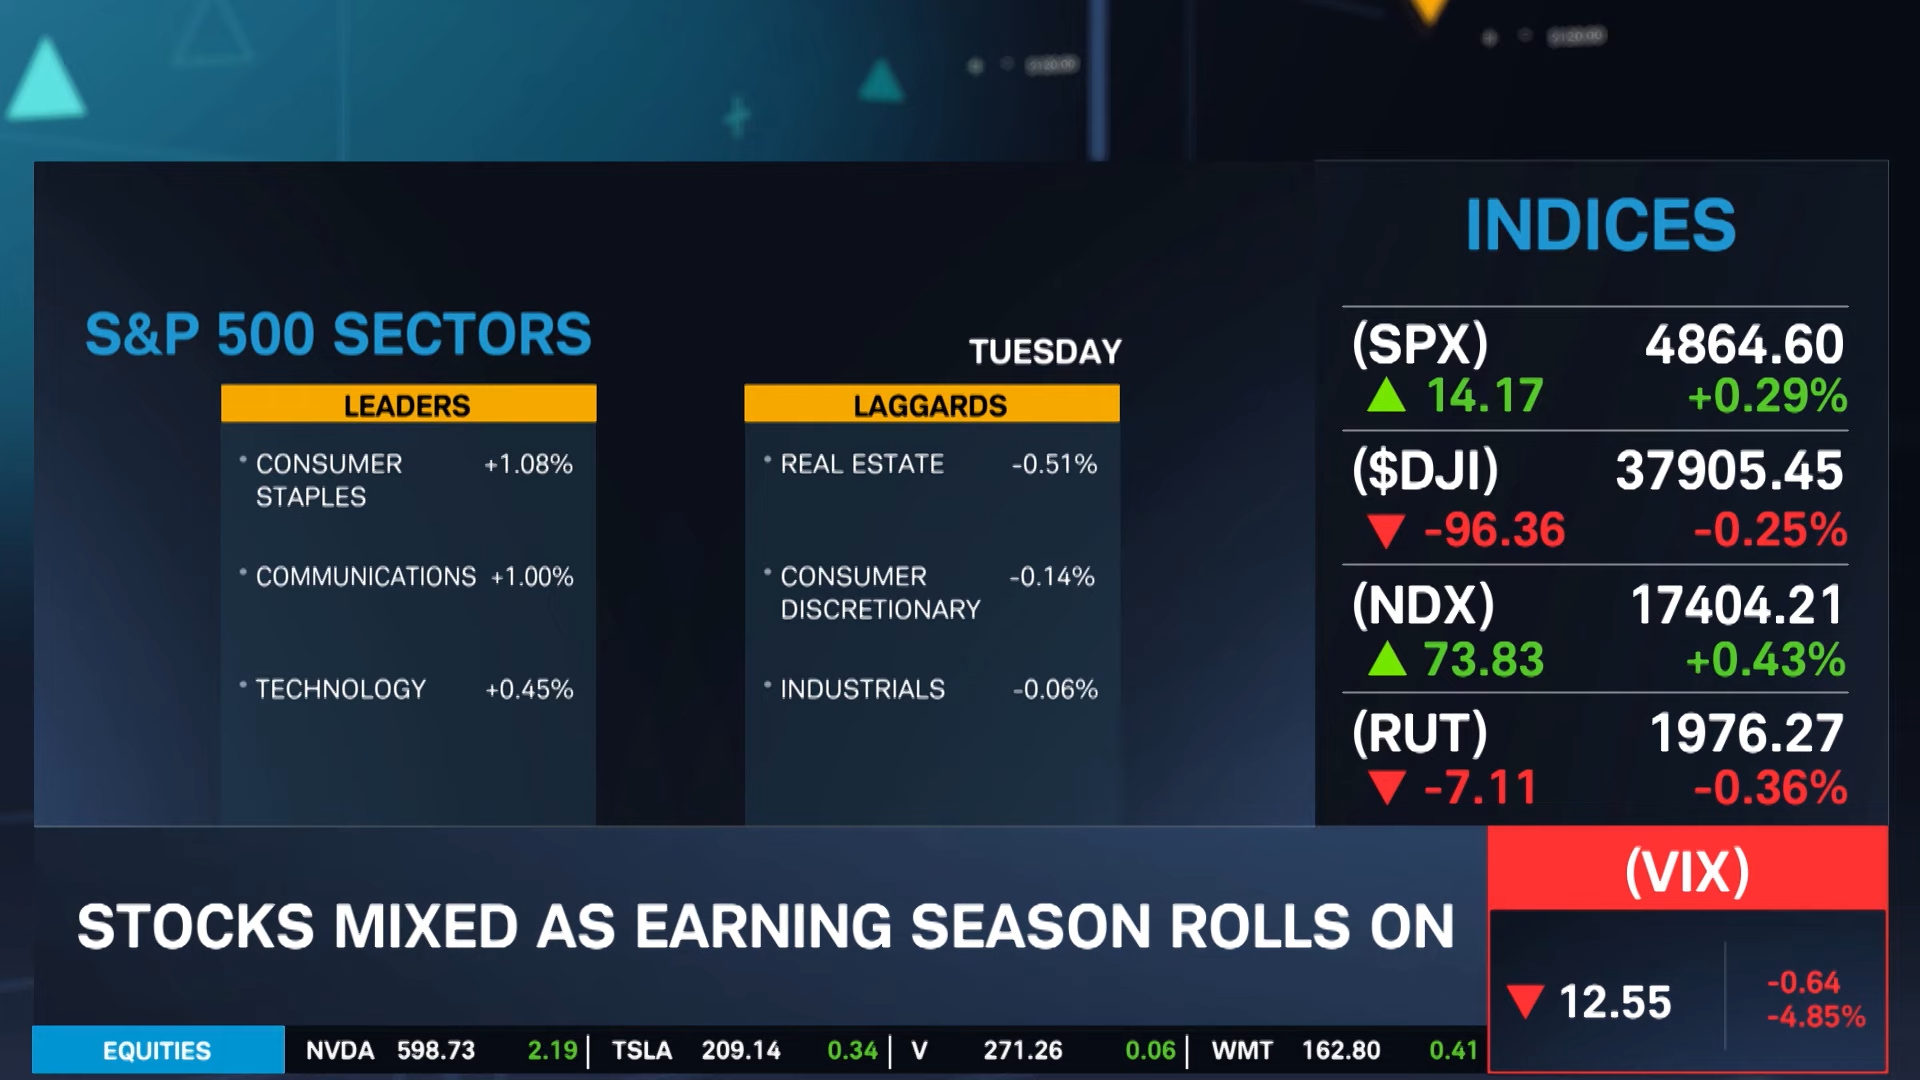 S&P 500 SECTORS
TUESDAY
LEADERS
• CONSUMER STAPLES +1.08%
• COMMUNICATIONS +1.00%
• TECHNOLOGY +0.45%
LAGGARDS
• REAL ESTATE -0.51%
• CONSUMER DISCRETIONARY -0.14%
• INDUSTRIALS -0.06%
INDICES
(SPX) 4864.60
▲ 14.17 +0.29%
($DJI) 37905.45
▼ -96.36 -0.25%
(NDX) 17404.21
▲ 73.83 +0.43%
(RUT) 1976.27
▼ -7.11 -0.36%
STOCKS MIXED AS EARNING SEASON ROLLS ON
(VIX)
▼ 12.55
-0.64
-4.85%
EQUITIES NVDA 598.73 2.19 | TSLA 209.14 0.34 | V 271.26 0.06 | WMT 162.80 0.41